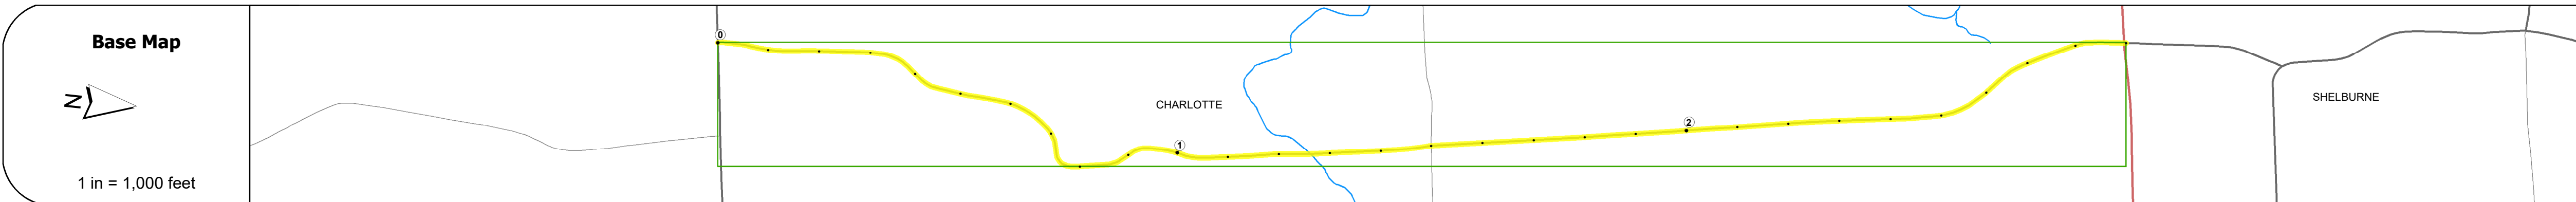 Base Map
N
1 in = 1,000 feet
0
CHARLOTTE
1
2
SHELBURNE